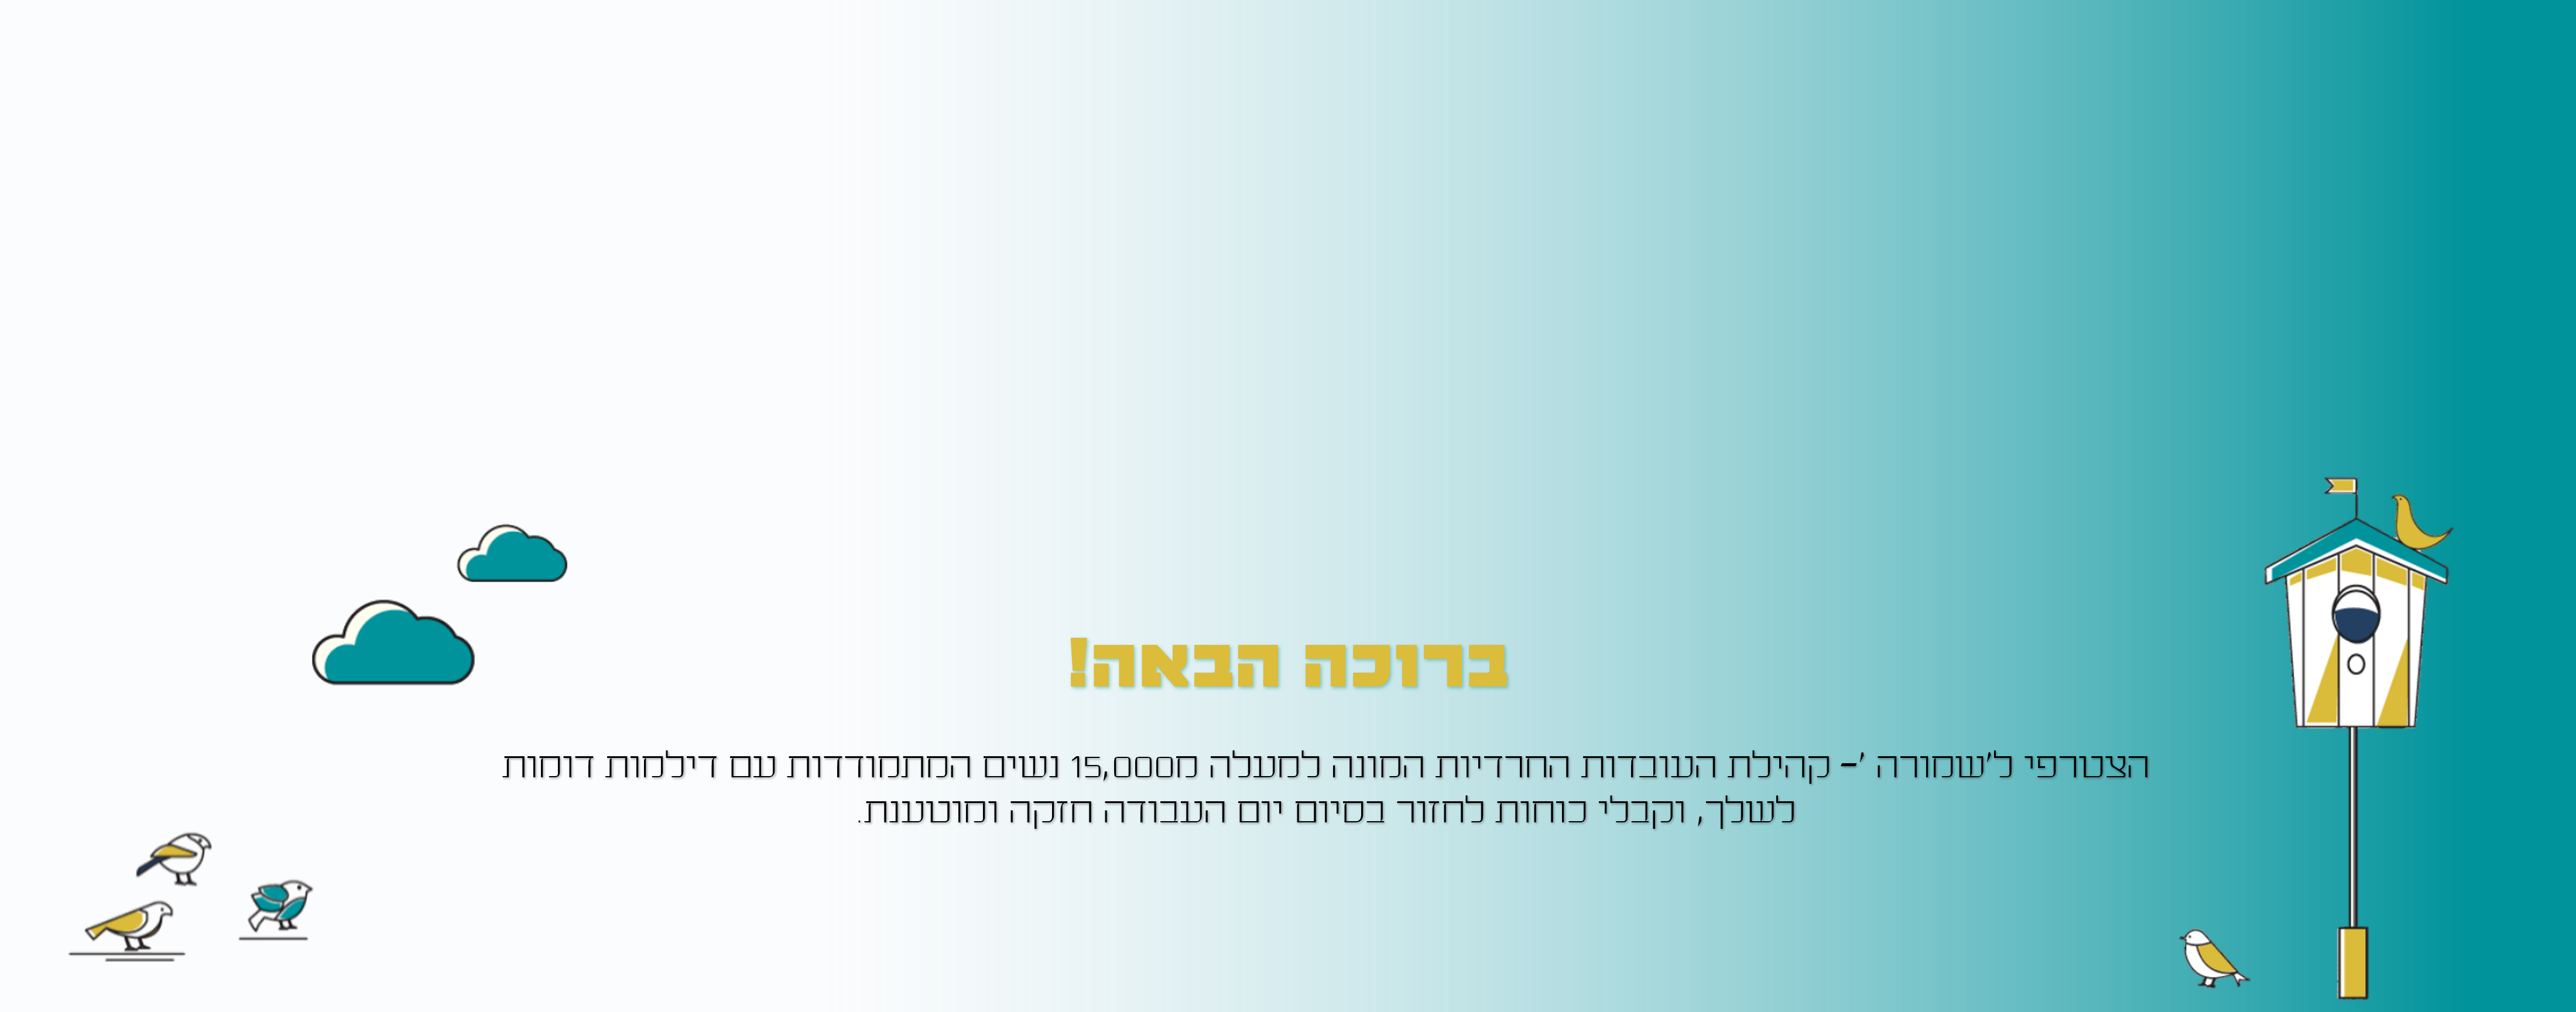 ברוכה הבאה!
הצטרפי ל'שמורה '– קהילת העובדות החרדיות המונה למעלה מ15,000 נשים המתמודדות עם דילמות דומות
לשלך, וקבלי כוחות לחזור בסיום יום העבודה חזקה ומוטענת.